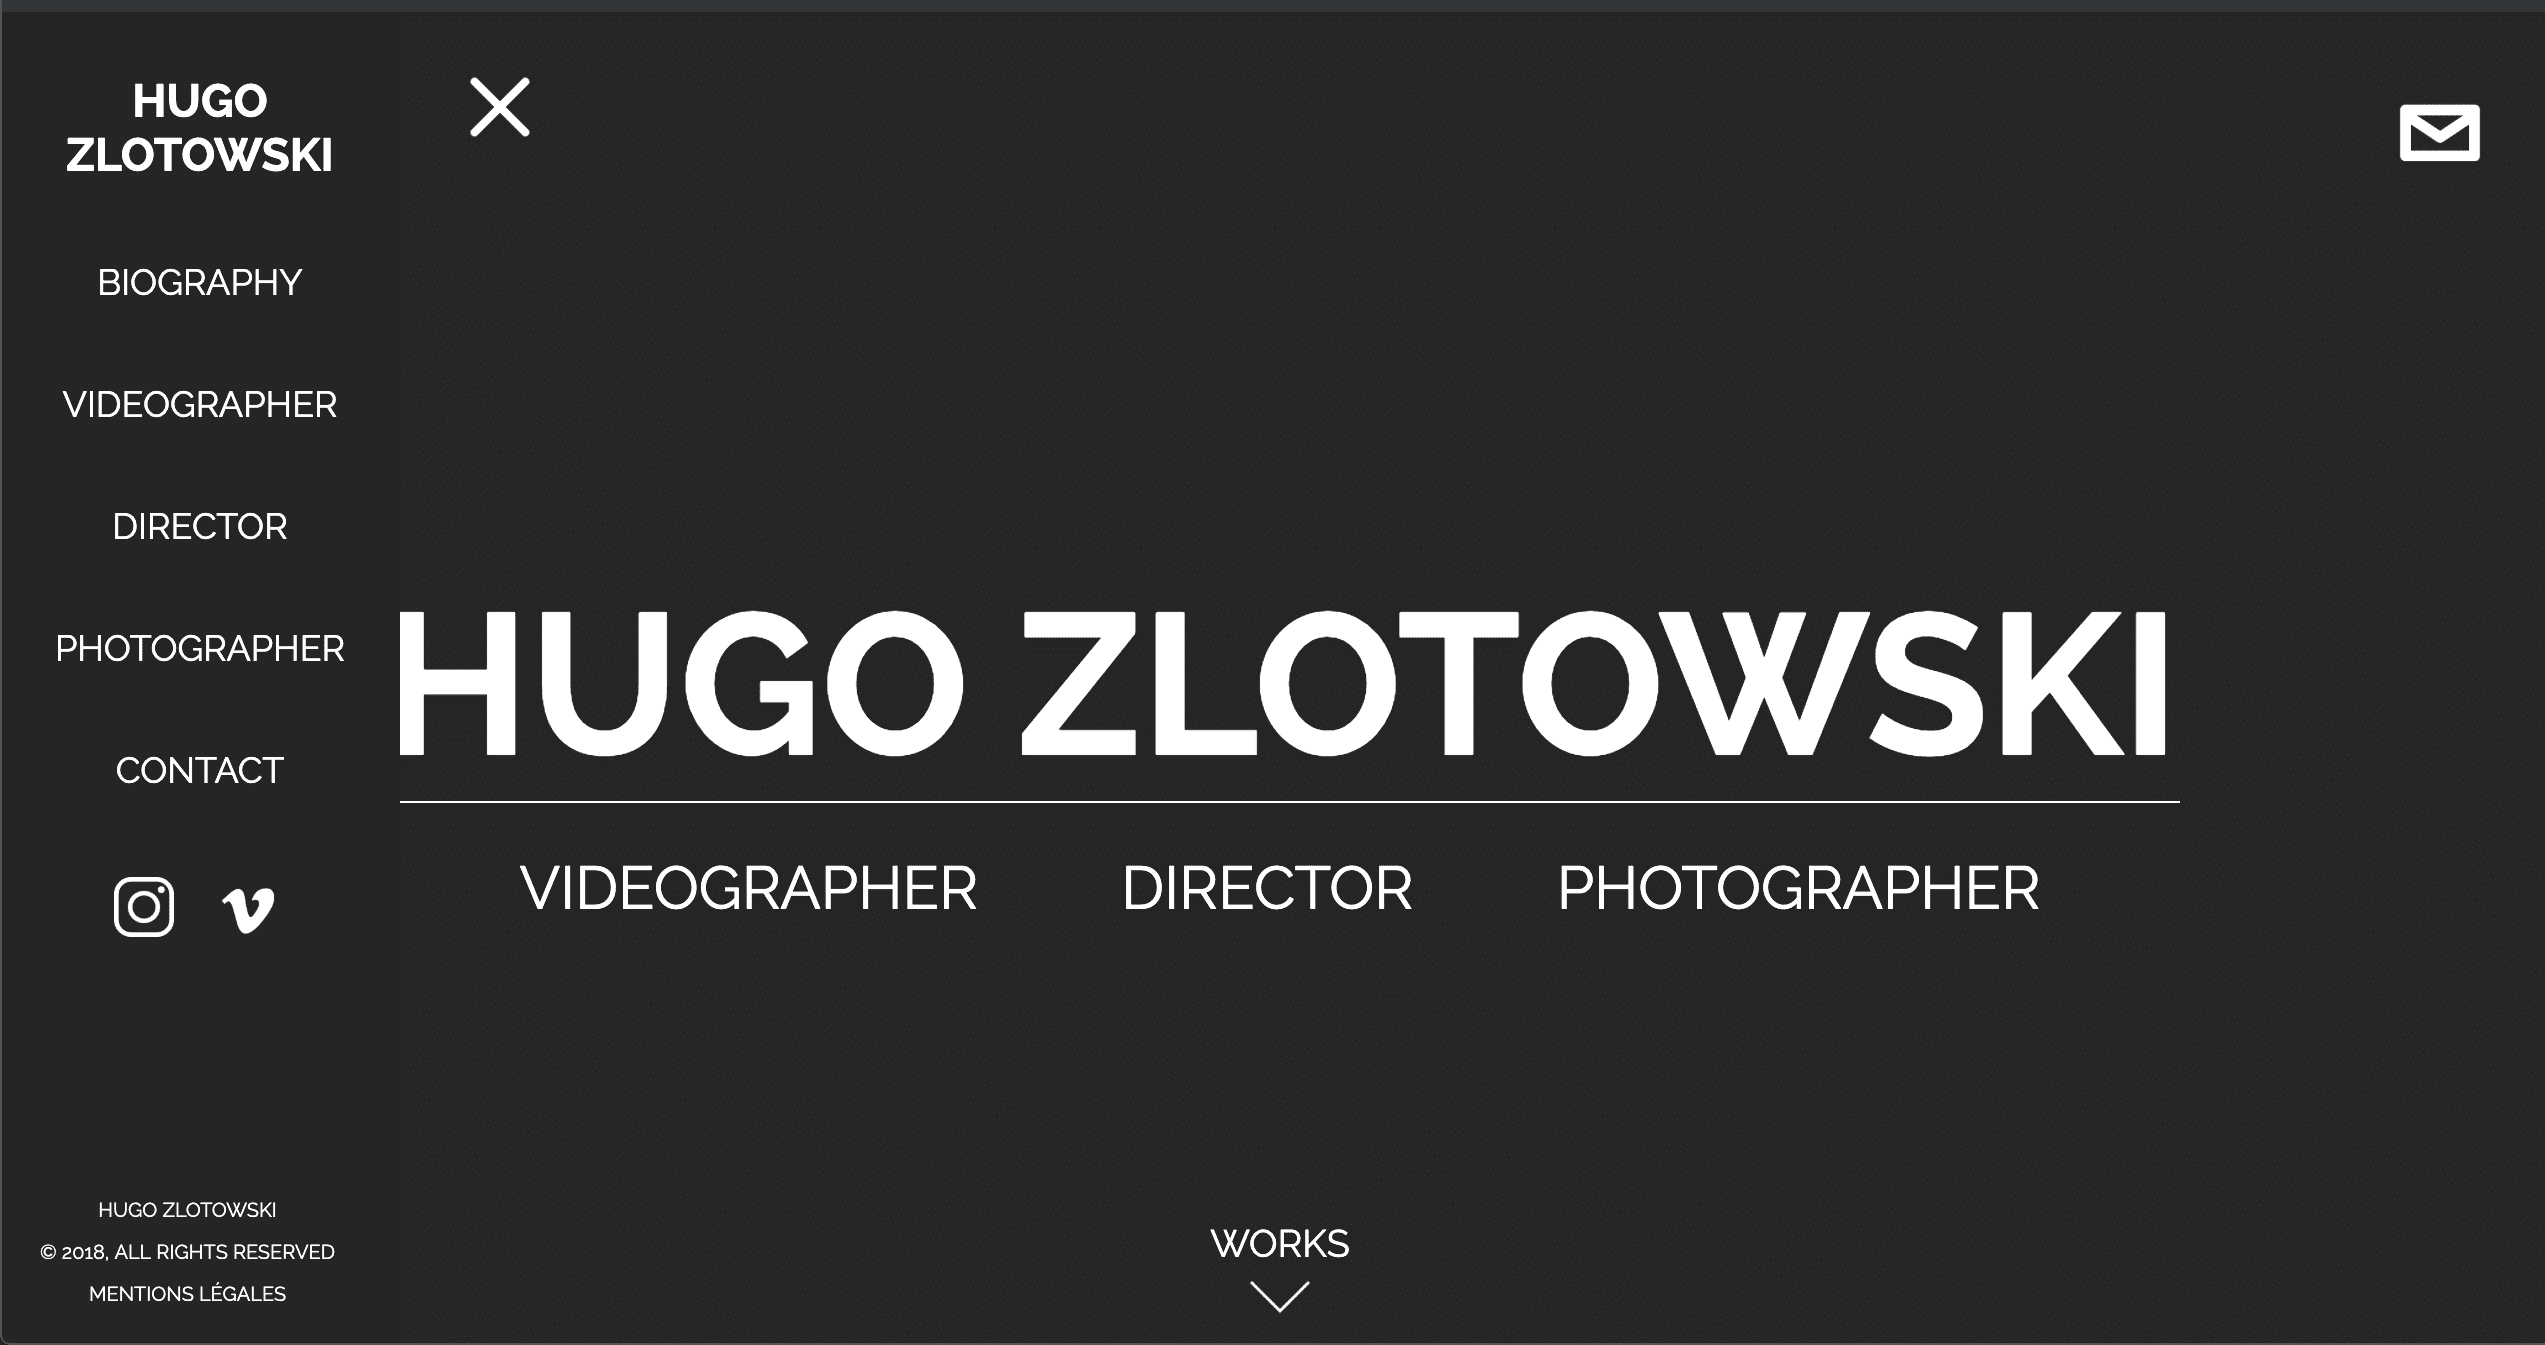 HUGO
ZLOTOWSKI
BIOGRAPHY
VIDEOGRAPHER
DIRECTOR
PHOTOGRAPHER
CONTACT
HUGO ZLOTOWSKI
© 2018, ALL RIGHTS RESERVED
MENTIONS LÉGALES
HUGO ZLOTOWSKI
VIDEOGRAPHER DIRECTOR PHOTOGRAPHER
WORKS